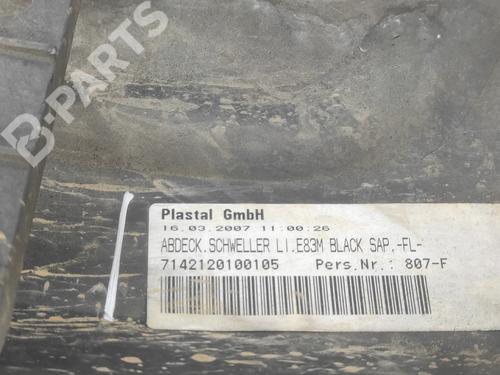 B-PARTS
Plastal GmbH
16.03.2007 11:00:26
ABDECK.SCHWELLER LI.E83M BLACK SAP.-FL-
7142120100105 Pers.Nr.: 807-F